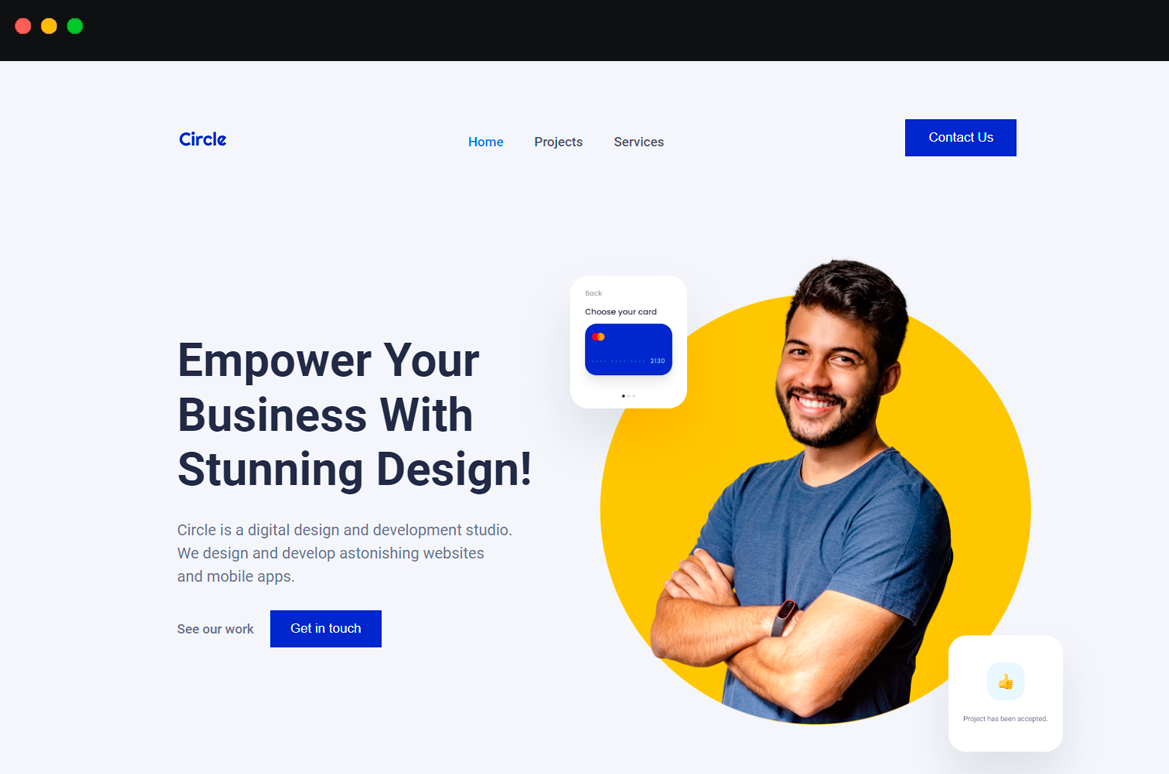 Circle
Home Projects Services
Contact Us
Back
Choose your card
2130
Empower Your
Business With
Stunning Design!
Circle is a digital design and development studio.
We design and develop astonishing websites
and mobile apps.
See our work
Get in touch
Project has been accepted.